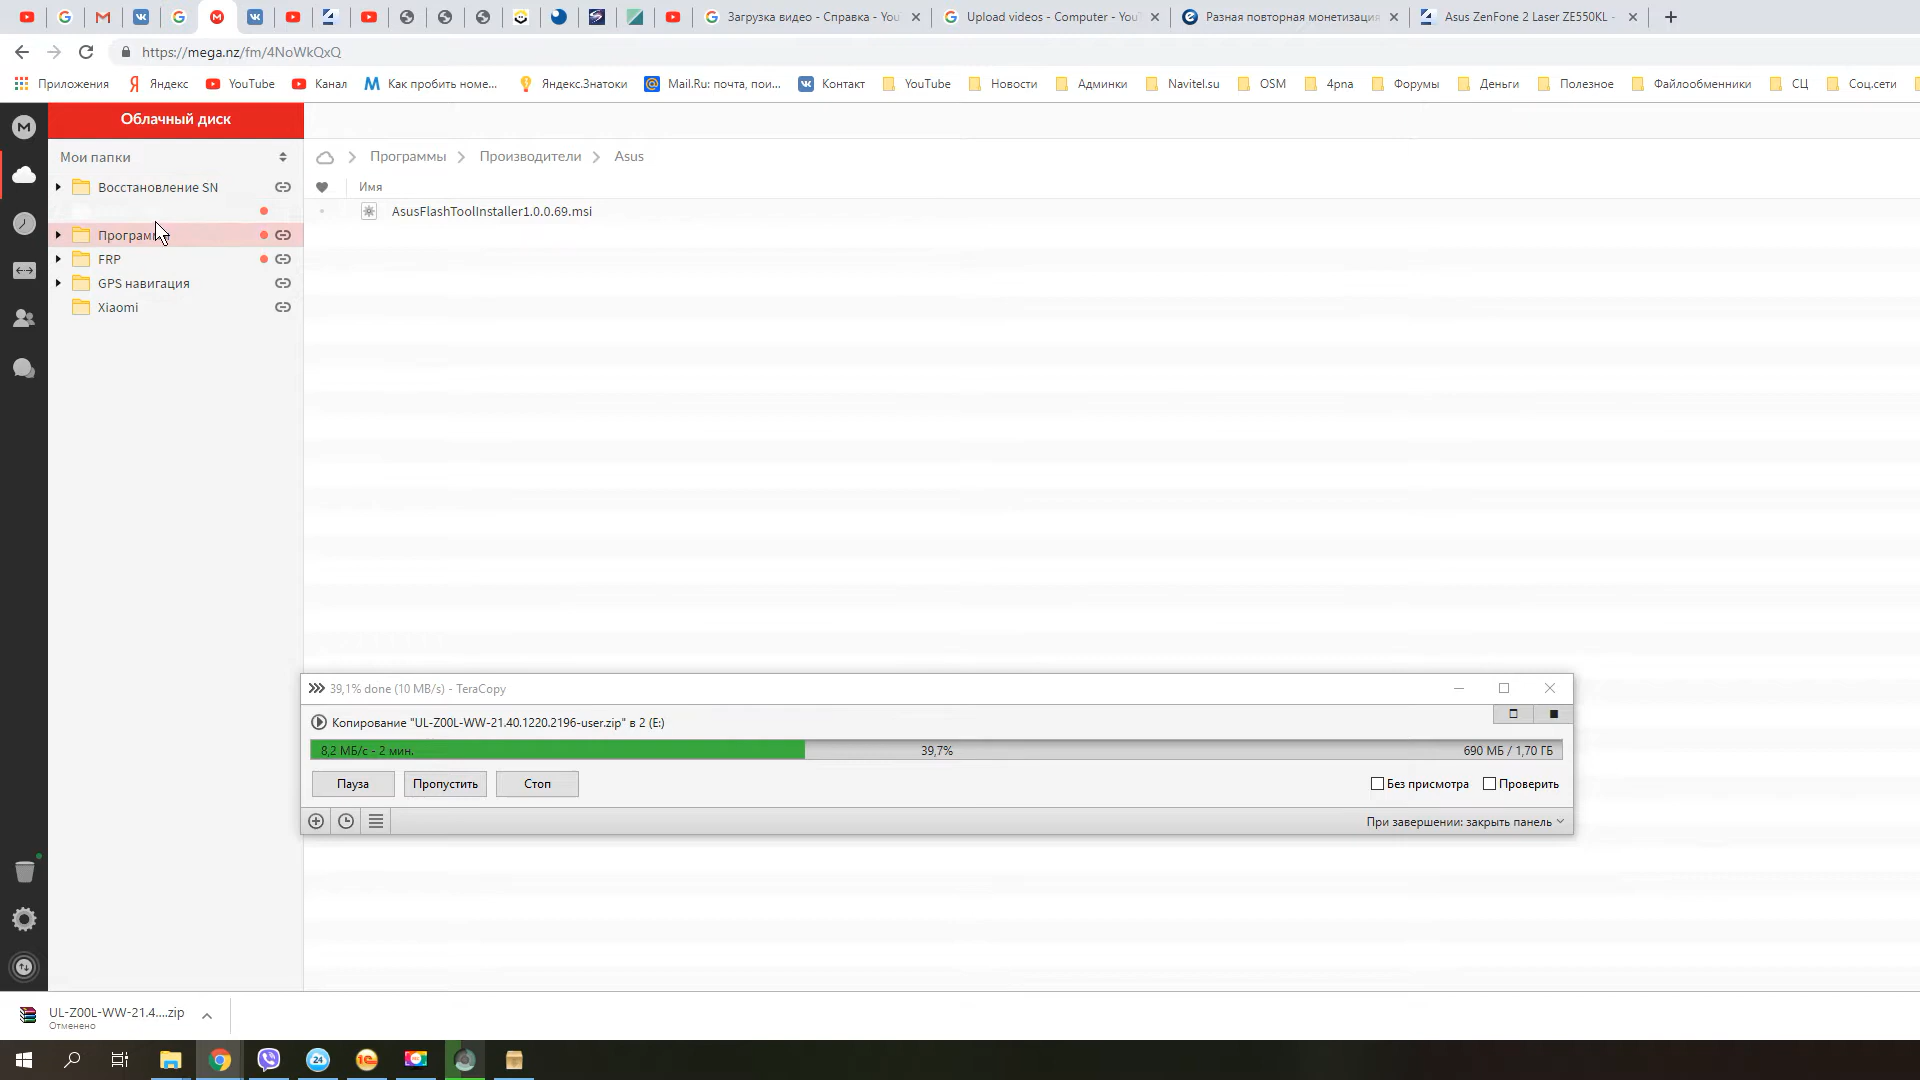 Загрузка видео - Справка - You
Upload videos - Computer - You
Разная повторная монетизация
Asus ZenFone 2 Laser ZE550KL -
https://mega.nz/fm/4NoWkQxQ
Приложения
Яндекс
YouTube
Канал
Как пробить номе...
Яндекс.Знатоки
Mail.Ru: почта, пои...
Контакт
YouTube
Новости
Админки
Navitel.su
OSM
4pna
Форумы
Деньги
Полезное
Файлообменники
СЦ
Соц.сети
Облачный диск
Мои папки
Программы
Производители
Asus
Имя
Восстановление SN
AsusFlashToolInstaller1.0.0.69.msi
Програм
FRP
GPS навигация
Xiaomi
39,1% done (10 MB/s) - TeraCopy
Копирование "UL-Z00L-WW-21.40.1220.2196-user.zip" в 2 (E:)
8,2 МБ/с - 2 мин.
39,7%
690 МБ / 1,70 ГБ
Пауза
Пропустить
Стоп
Без присмотра
Проверить
При завершении: закрыть панель
UL-Z00L-WW-21.4....zip
Отменено
24
1С